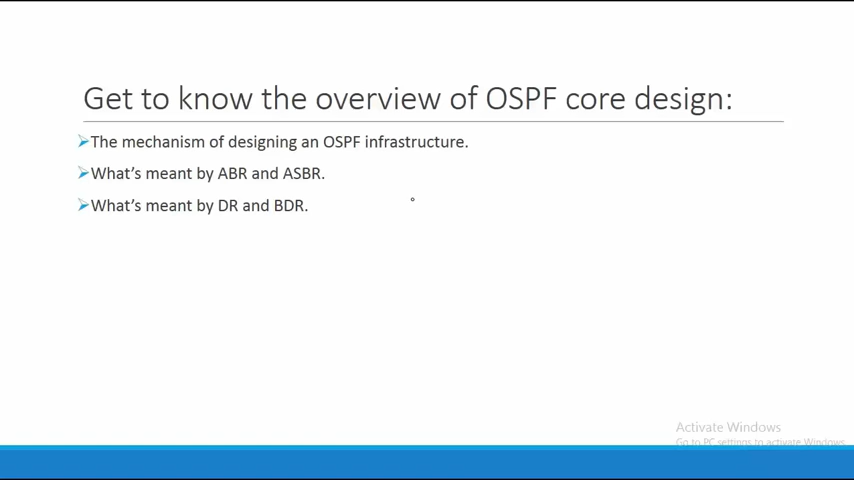 Get to know the overview of OSPF core design:
The mechanism of designing an OSPF infrastructure.
What's meant by ABR and ASBR.
What's meant by DR and BDR.
Activate Windows
Go to PC settings to activate Windows.